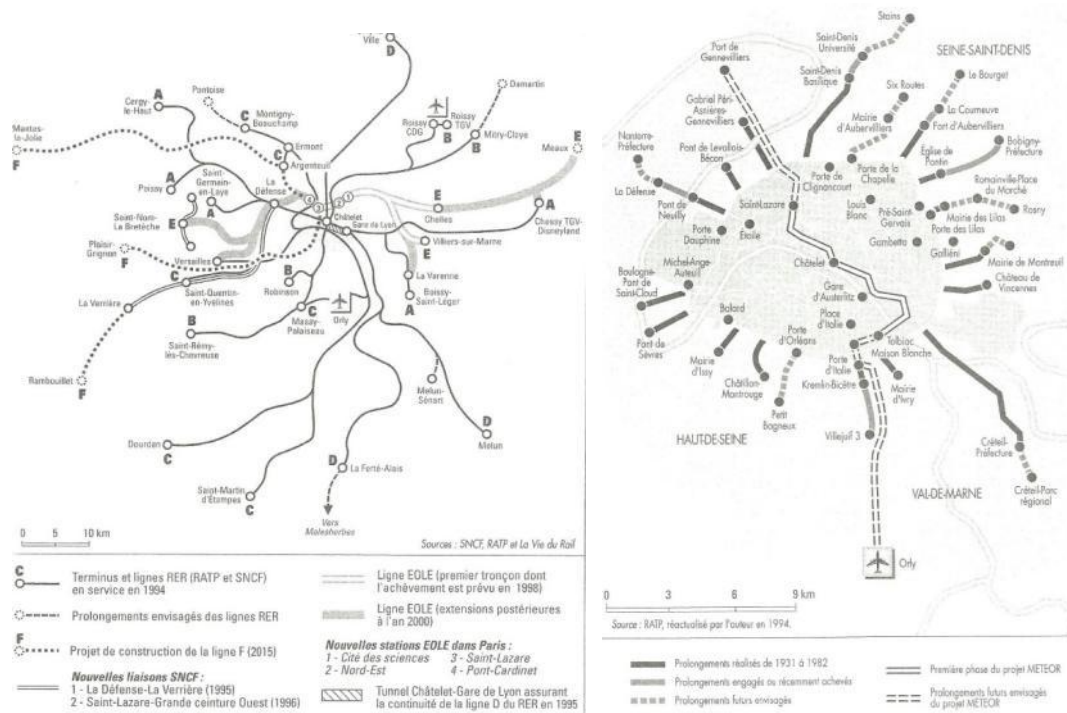 Ville
D
Damartin
Pontoise
A
Cergy-
le-Haut
C
Montigny-
Beauchamp
Roissy
CDG
Roissy
TGV
B
Mitry-Claye
B
Mantes-
la-Jolie
F
Ermont
C
Argenteuil
E
Meaux
A
Poissy
Saint-
Germain-
en-Laye
A
La
Défense
4
3
2
1
Châtelet
Gare de Lyon
E
Chelles
A
Chessy TGV-
Disneyland
Saint-Nom-
La Bretèche
E
Villiers-sur-Marne
E
Plaisir-
Grignon
F
Versailles
C
Saint-Quentin-
en-Yvelines
B
Robinson
La Varenne
Boissy-
Saint-Léger
A
La Verrière
Orly
C
Massy-
Palaiseau
B
Saint-Rémy-
lès-Chevreuse
Rambouillet
F
Melun-
Sénart
D
Melun
Dourdan
C
D
La Ferté-Alais
Saint-Martin
d'Étampes
C
Vers
Malesherbes
0 5 10 km
Sources : SNCF, RATP et La Vie du Rail
C
Terminus et lignes RER (RATP et SNCF)
en service en 1994
Prolongements envisagés des lignes RER
F
Projet de construction de la ligne F (2015)
Nouvelles liaisons SNCF :
1 - La Défense-La Verrière (1995)
2 - Saint-Lazare-Grande ceinture Ouest (1996)
Ligne EOLE (premier tronçon dont
l'achèvement est prévu en 1998)
Ligne EOLE (extensions postérieures
à l'an 2000)
Nouvelles stations EOLE dans Paris :
1 - Cité des sciences 3 - Saint-Lazare
2 - Nord-Est 4 - Pont-Cardinet
Tunnel Châtelet-Gare de Lyon assurant
la continuité de la ligne D du RER en 1995
Stains
Port de
Gennevilliers
Saint-Denis
Université
SEINE-SAINT-DENIS
Saint-Denis
Basilique
Le Bourget
Six Routes
Gabriel Péri-
Asnières-
Gennevilliers
Mairie
d'Aubervilliers
La Courneuve
Fort d'Aubervilliers
Nanterre-
Préfecture
Pont de Levallois-
Bécon
Bobigny-
Préfecture
Église de
Pantin
Porte de la
Chapelle
Porte de
Clignancourt
La Défense
Romainville-Place
du Marché
Saint-Lazare
Louis
Blanc
Pré-Saint-
Gervais
Mairie des Lilas
Rosny
Pont de
Neuilly
Porte des Lilas
Porte
Dauphine
Étoile
Gambetta
Galliéni
Mairie de Montreuil
Michel-Ange-
Auteuil
Châtelet
Château de
Vincennes
Boulogne-
Pont de
Saint-Cloud
Gare
d'Austerlitz
Place
d'Italie
Balard
Porte
d'Orléans
Tolbiac
Maison Blanche
Pont de
Sèvres
Mairie
d'Issy
Porte
d'Italie
Kremlin-Bicêtre
Mairie
d'Ivry
Châtillon-
Montrouge
Petit
Bagneux
HAUT-DE-SEINE
Villejuif 3
Créteil-
Préfecture
VAL-DE-MARNE
Créteil-Parc
régional
Orly
0 3 6 9 km
Source : RATP, réactualisé par l'auteur en 1994.
Prolongements réalisés de 1931 à 1982
Prolongements engagés ou récemment achevés
Prolongements futurs envisagés
Première phase du projet METEOR
Prolongements futurs envisagés
du projet METEOR